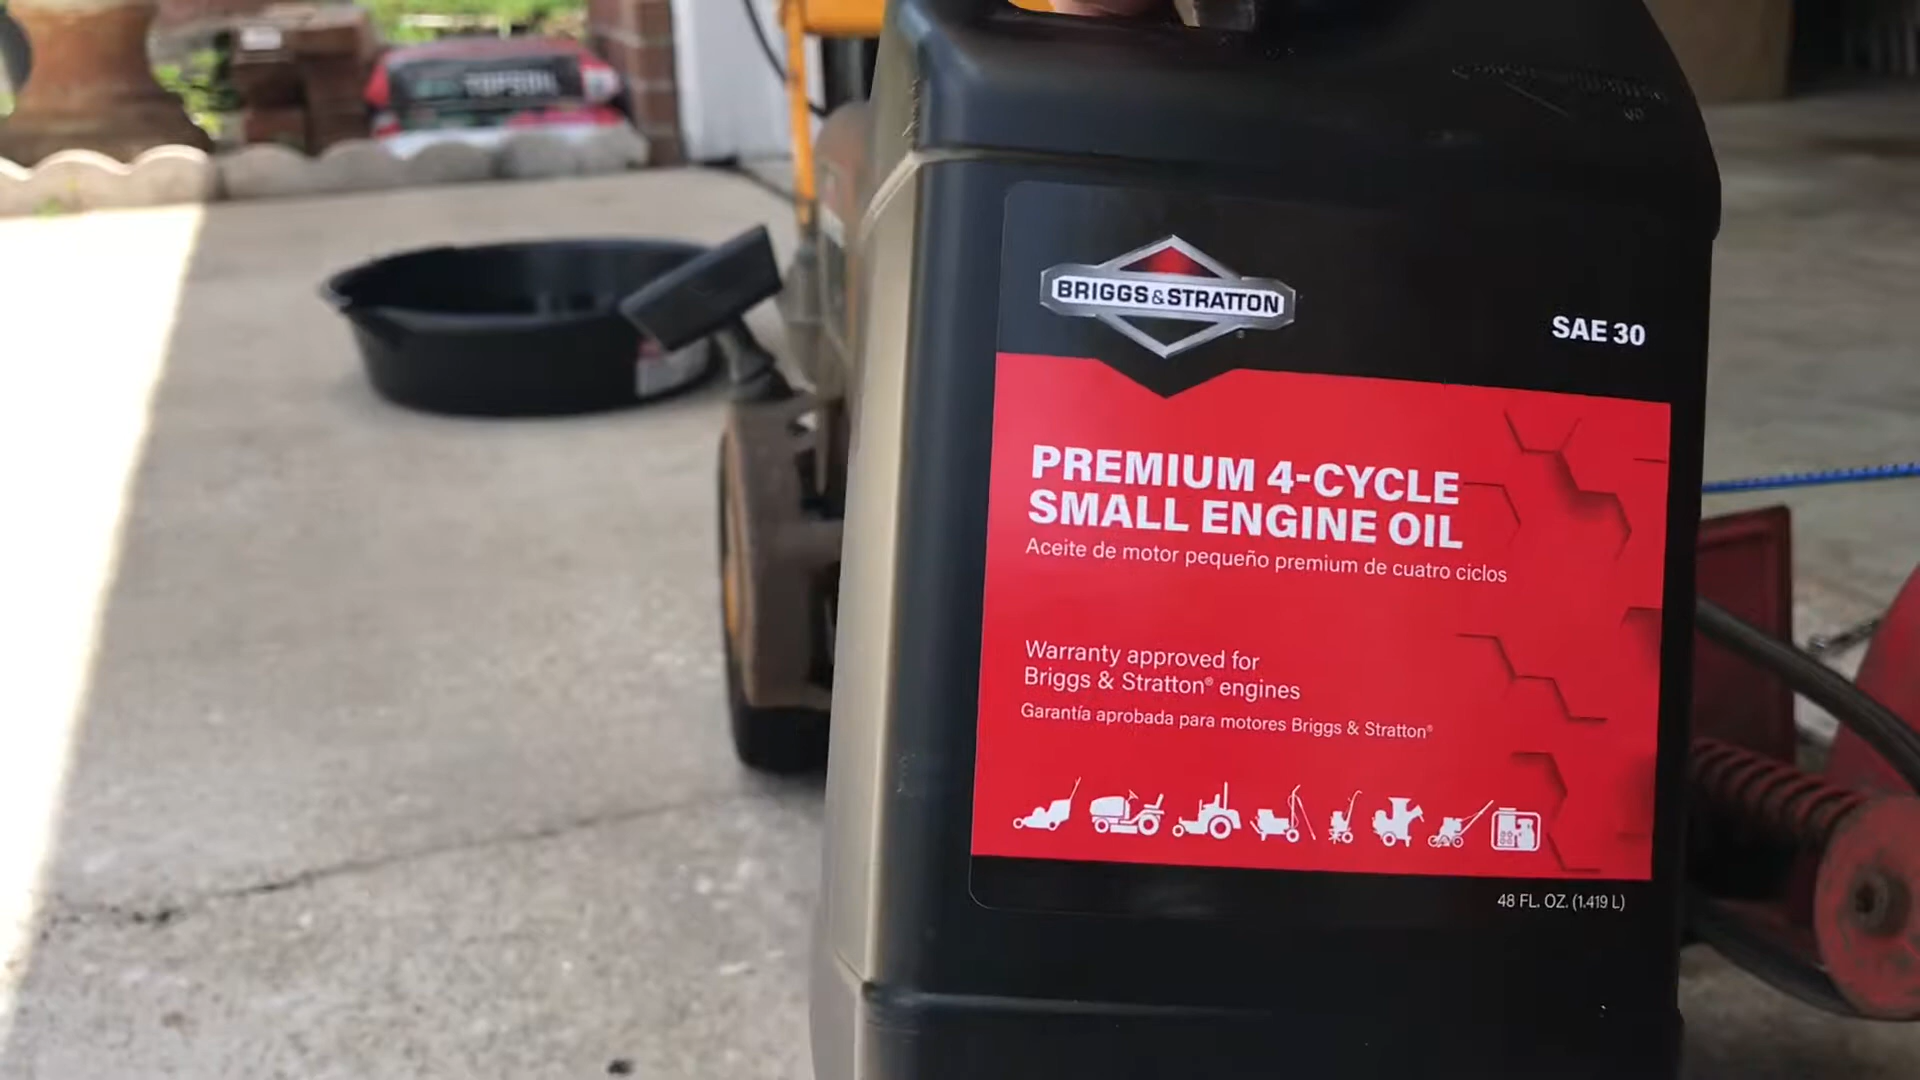 TOPSOIL
BRIGGS & STRATTON
SAE 30
PREMIUM 4-CYCLE
SMALL ENGINE OIL
Aceite de motor pequeño premium de cuatro ciclos
Warranty approved for
Briggs & Stratton® engines
Garantía aprobada para motores Briggs & Stratton®
48 FL. OZ. (1.419 L)